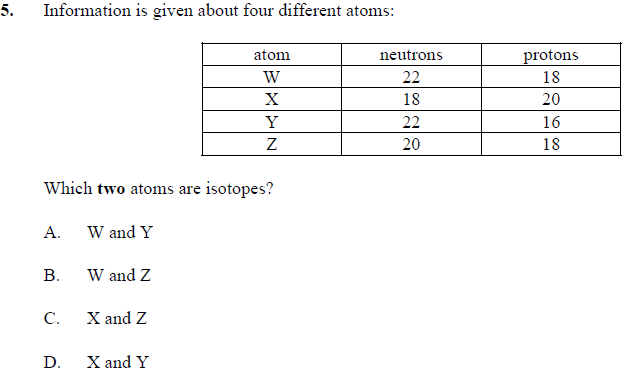 5. Information is given about four different atoms:
atom neutrons protons
W 22 18
X 18 20
Y 22 16
Z 20 18
Which two atoms are isotopes?
A. W and Y
B. W and Z
C. X and Z
D. X and Y